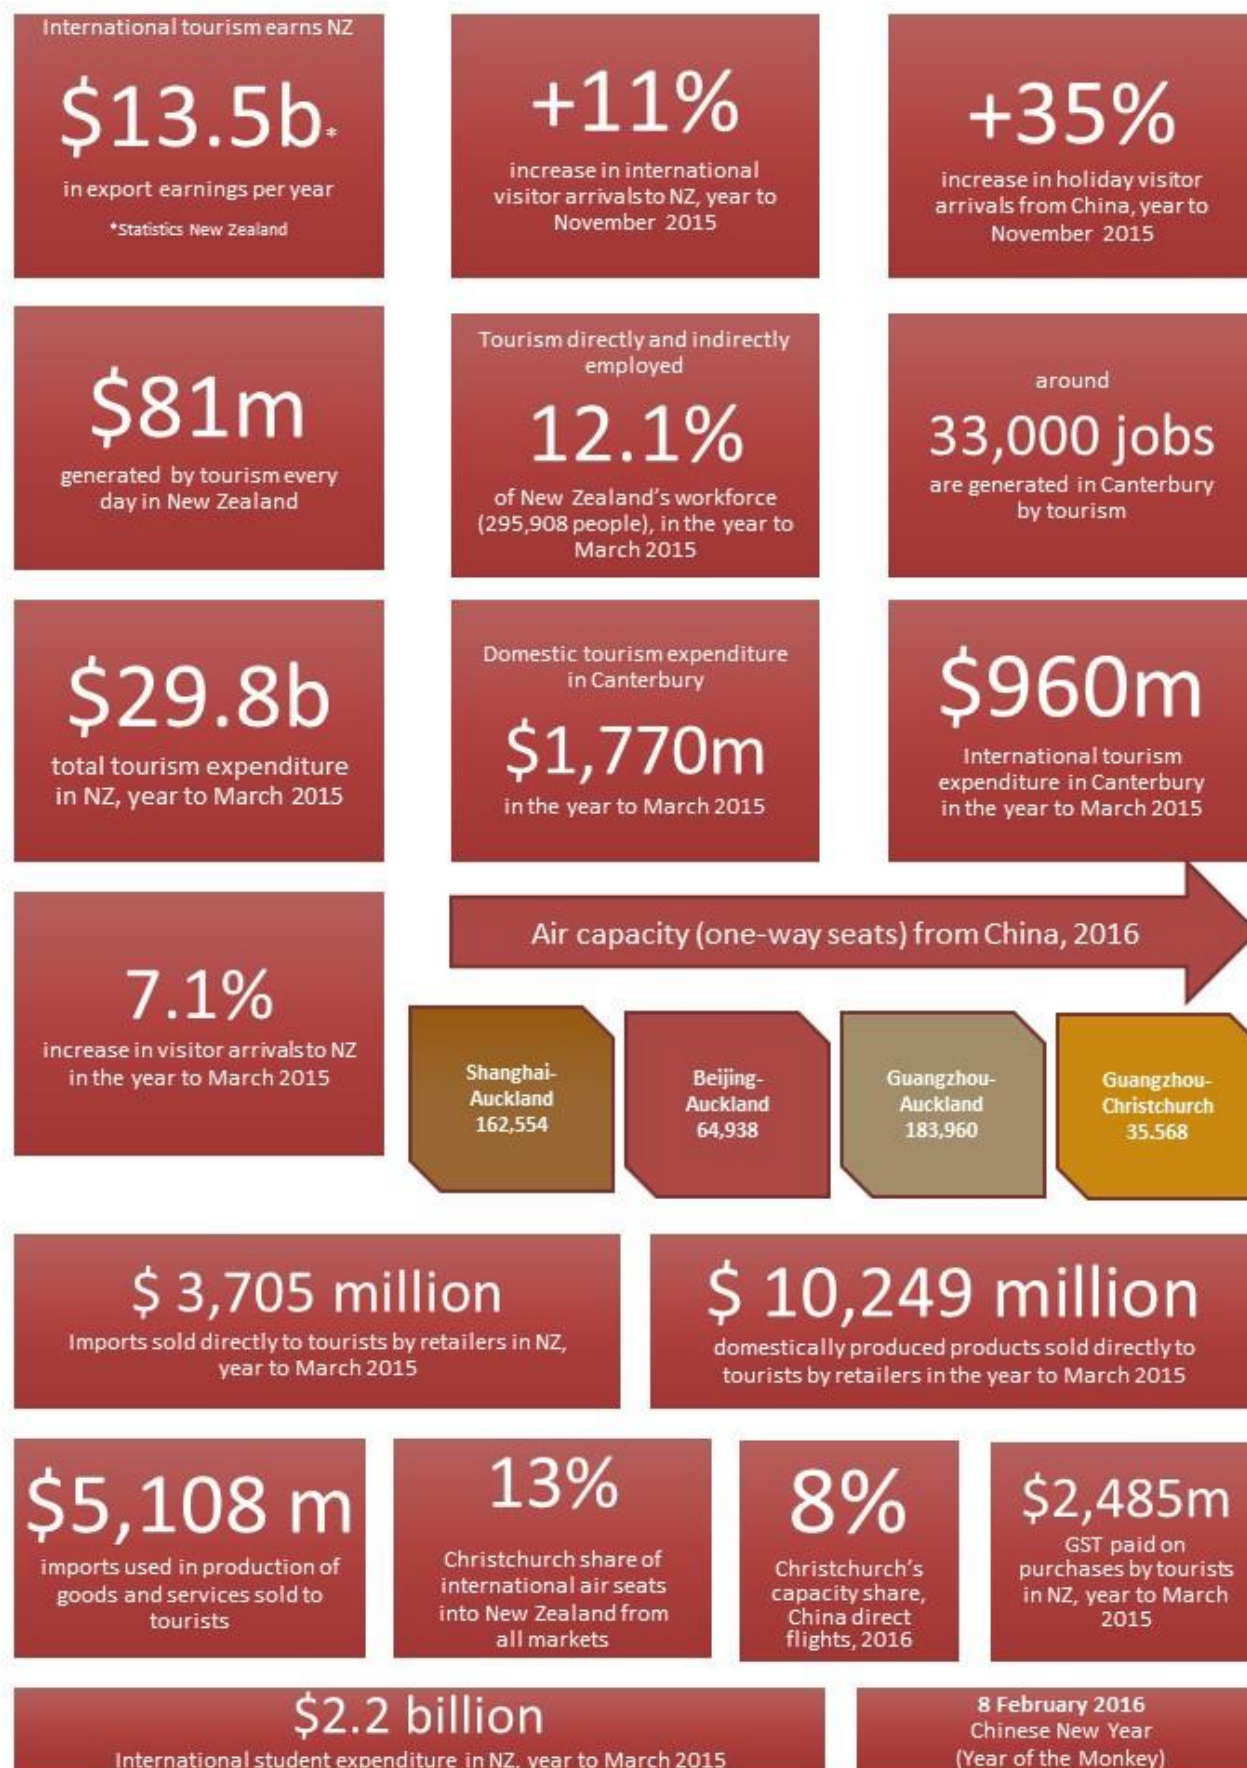 International tourism earns NZ
$13.5b*
in export earnings per year
*Statistics New Zealand
+11%
increase in international
visitor arrivals to NZ, year to
November 2015
+35%
increase in holiday visitor
arrivals from China, year to
November 2015
$81m
generated by tourism every
day in New Zealand
Tourism directly and indirectly
employed
12.1%
of New Zealand's workforce
(295,908 people), in the year to
March 2015
around
33,000 jobs
are generated in Canterbury
by tourism
$29.8b
total tourism expenditure
in NZ, year to March 2015
Domestic tourism expenditure
in Canterbury
$1,770m
in the year to March 2015
$960m
International tourism
expenditure in Canterbury
in the year to March 2015
7.1%
increase in visitor arrivals to NZ
in the year to March 2015
Air capacity (one-way seats) from China, 2016
Shanghai-
Auckland
162,554
Beijing-
Auckland
64,938
Guangzhou-
Auckland
183,960
Guangzhou-
Christchurch
35.568
$ 3,705 million
Imports sold directly to tourists by retailers in NZ,
year to March 2015
$ 10,249 million
domestically produced products sold directly to
tourists by retailers in the year to March 2015
$5,108 m
imports used in production of
goods and services sold to
tourists
13%
Christchurch share of
international air seats
into New Zealand from
all markets
8%
Christchurch's
capacity share,
China direct
flights, 2016
$2,485m
GST paid on
purchases by tourists
in NZ, year to March
2015
$2.2 billion
International student expenditure in NZ, year to March 2015
8 February 2016
Chinese New Year
(Year of the Monkey)